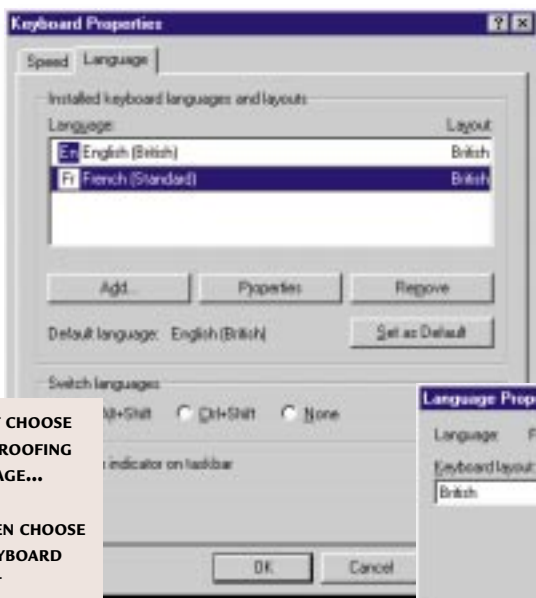 Keyboard Properties
Speed Language
Installed keyboard languages and layouts
Language: Layout
En English (British) British
Fr French (Standard) British
Add... Properties Remove
Default language: English (British) Set as Default
Switch languages
Alt+Shift Ctrl+Shift None
indicator on taskbar
OK Cancel
CHOOSE
ROOFING
AGE...
EN CHOOSE
YBOARD
Language Prop
Language: F
Keyboard layout:
British